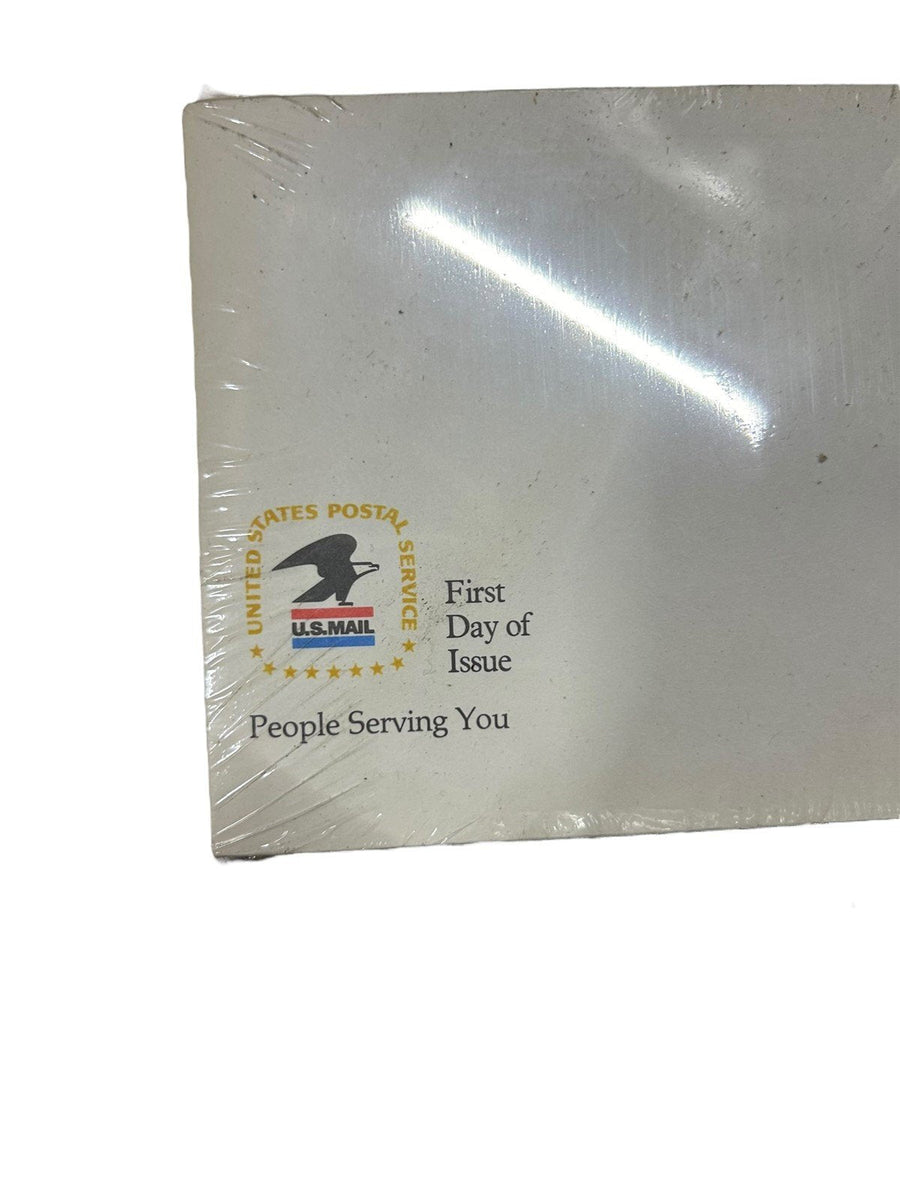 UNITED STATES POSTAL SERVICE
U.S.MAIL
First
Day of
Issue
People Serving You